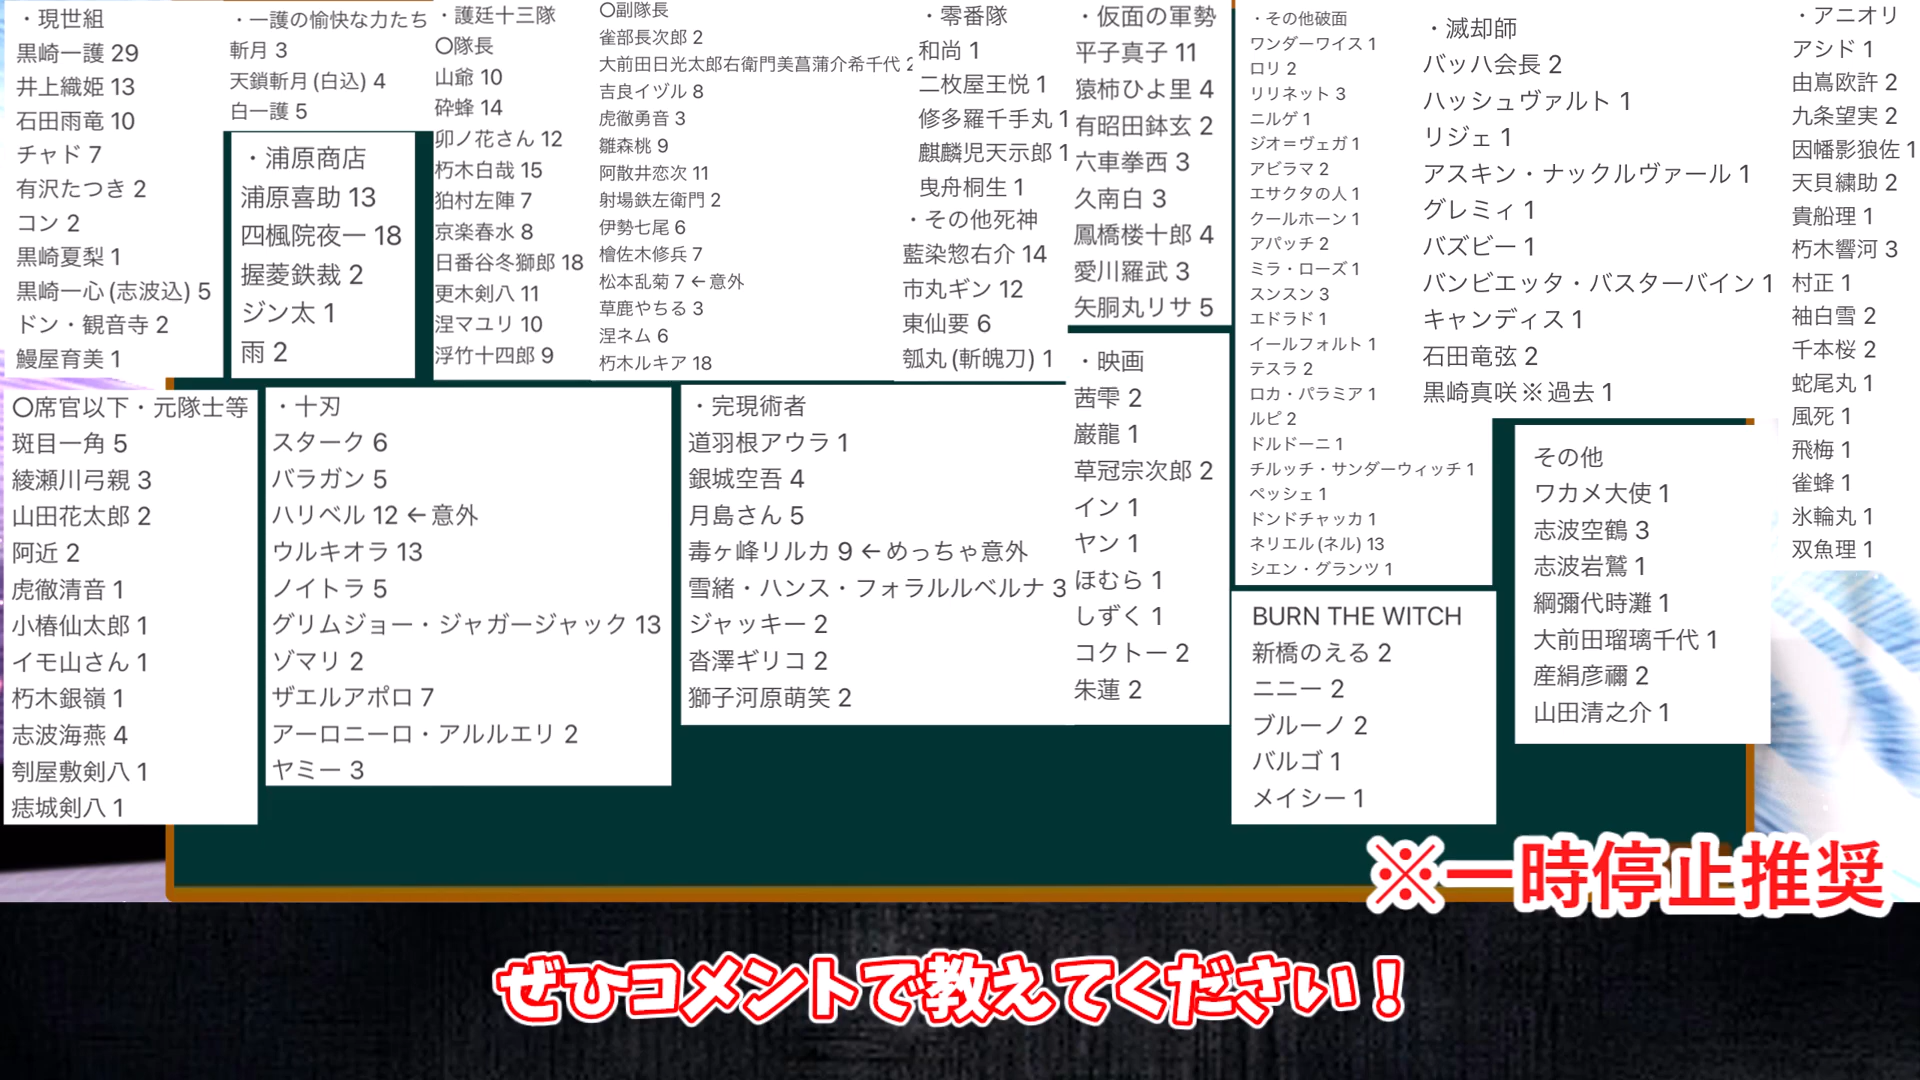 ・現世組
黒崎一護 29
井上織姫 13
石田雨竜 10
チャド 7
有沢たつき 2
コン 2
黒崎夏梨 1
黒崎一心 (志波込) 5
ドン・観音寺 2
鰻屋育美 1
・一護の愉快な力たち
斬月 3
天鎖斬月 (白込) 4
白一護 5
・浦原商店
浦原喜助 13
四楓院夜一 18
握菱鉄裁 2
ジン太 1
雨 2
・護廷十三隊
〇隊長
山爺 10
砕蜂 14
卯ノ花さん 12
朽木白哉 15
狛村左陣 7
京楽春水 8
日番谷冬獅郎 18
更木剣八 11
涅マユリ 10
浮竹十四郎 9
〇副隊長
雀部長次郎 2
大前田日光太郎右衛門美菖蒲介希千代 2
吉良イヅル 8
虎徹勇音 3
雛森桃 9
阿散井恋次 11
射場鉄左衛門 2
伊勢七尾 6
檜佐木修兵 7
松本乱菊 7 ←意外
草鹿やちる 3
涅ネム 6
朽木ルキア 18
・零番隊
和尚 1
二枚屋王悦 1
修多羅千手丸 1
麒麟児天示郎 1
曳舟桐生 1
・その他死神
藍染惣右介 14
市丸ギン 12
東仙要 6
瓠丸 (斬魄刀) 1
・仮面の軍勢
平子真子 11
猿柿ひよ里 4
有昭田鉢玄 2
六車拳西 3
久南白 3
鳳橋楼十郎 4
愛川羅武 3
矢胴丸リサ 5
・映画
茜雫 2
巌龍 1
草冠宗次郎 2
イン 1
ヤン 1
ほむら 1
しずく 1
コクトー 2
朱蓮 2
・その他破面
ワンダーワイス 1
ロリ 2
リリネット 3
ニルゲ 1
ジオ＝ヴェガ 1
アビラマ 2
エサクタの人 1
クールホーン 1
アパッチ 2
ミラ・ローズ 1
スンスン 3
エドラド 1
イールフォルト 1
テスラ 2
ロカ・パラミア 1
ルピ 2
ドルドーニ 1
チルッチ・サンダーウィッチ 1
ペッシェ 1
ドンドチャッカ 1
ネリエル (ネル) 13
シエン・グランツ 1
・滅却師
バッハ会長 2
ハッシュヴァルト 1
リジェ 1
アスキン・ナックルヴァール 1
グレミィ 1
バズビー 1
バンビエッタ・バスターバイン 1
キャンディス 1
石田竜弦 2
黒崎真咲 ※ 過去 1
・アニオリ
アシド 1
由嶌欧許 2
九条望実 2
因幡影狼佐 1
天貝繍助 2
貴船理 1
朽木響河 3
村正 1
袖白雪 2
千本桜 2
蛇尾丸 1
風死 1
飛梅 1
雀蜂 1
氷輪丸 1
双魚理 1
〇席官以下・元隊士等
斑目一角 5
綾瀬川弓親 3
山田花太郎 2
阿近 2
虎徹清音 1
小椿仙太郎 1
イモ山さん 1
朽木銀嶺 1
志波海燕 4
刳屋敷剣八 1
痣城剣八 1
・十刃
スターク 6
バラガン 5
ハリベル 12 ←意外
ウルキオラ 13
ノイトラ 5
グリムジョー・ジャガージャック 13
ゾマリ 2
ザエルアポロ 7
アーロニーロ・アルルエリ 2
ヤミー 3
・完現術者
道羽根アウラ 1
銀城空吾 4
月島さん 5
毒ヶ峰リルカ 9 ←めっちゃ意外
雪緒・ハンス・フォラルルベルナ 3
ジャッキー 2
沓澤ギリコ 2
獅子河原萌笑 2
BURN THE WITCH
新橋のえる 2
ニニー 2
ブルーノ 2
バルゴ 1
メイシー 1
その他
ワカメ大使 1
志波空鶴 3
志波岩鷲 1
綱彌代時灘 1
大前田瑠璃千代 1
産絹彦禰 2
山田清之介 1
※一時停止推奨
ぜひコメントで教えてください！